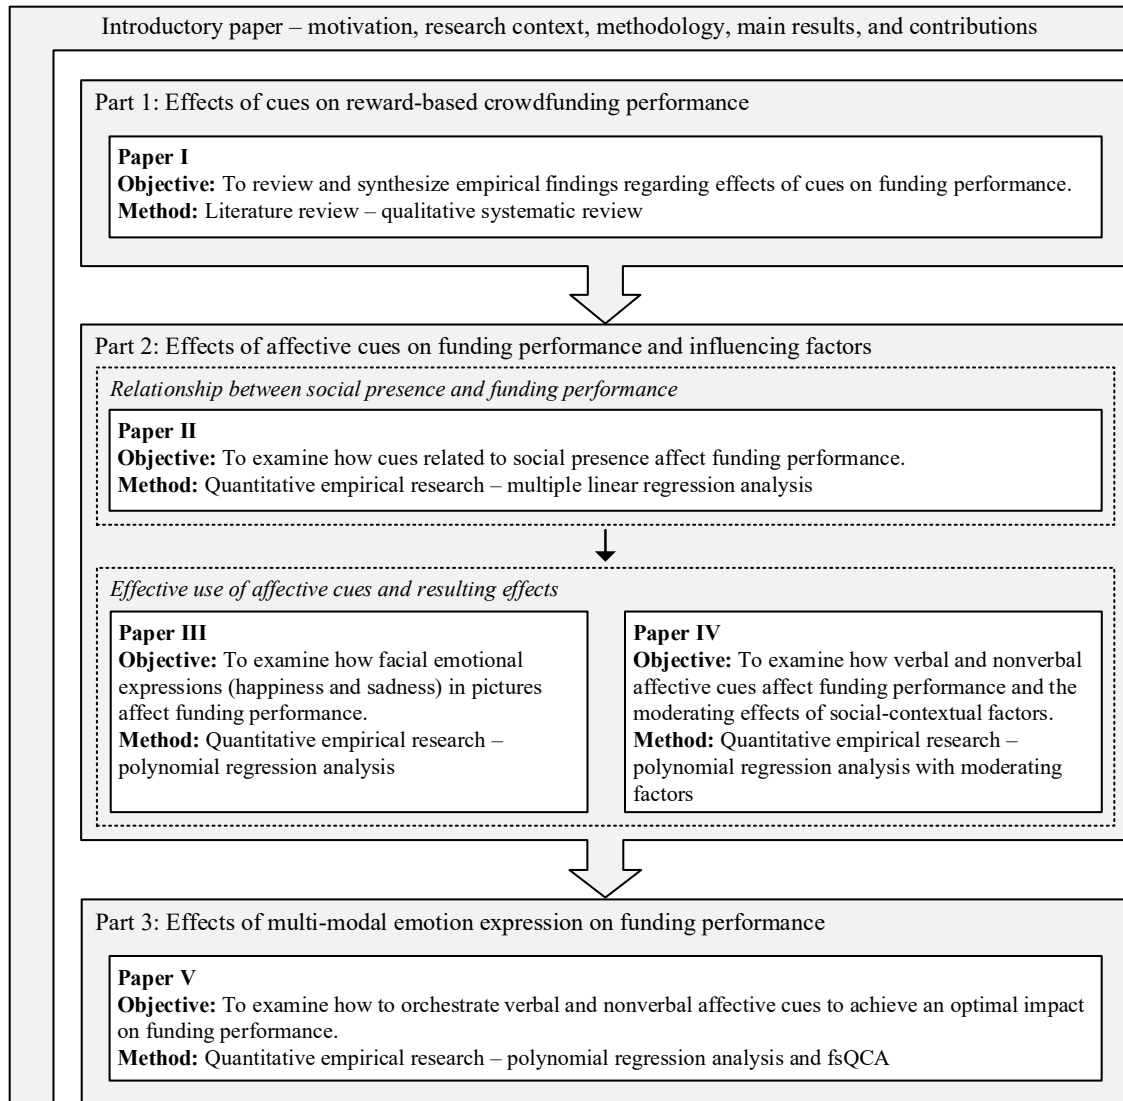 Introductory paper – motivation, research context, methodology, main results, and contributions
Part 1: Effects of cues on reward-based crowdfunding performance
Paper I
Objective: To review and synthesize empirical findings regarding effects of cues on funding performance.
Method: Literature review – qualitative systematic review
Part 2: Effects of affective cues on funding performance and influencing factors
Relationship between social presence and funding performance
Paper II
Objective: To examine how cues related to social presence affect funding performance.
Method: Quantitative empirical research – multiple linear regression analysis
Effective use of affective cues and resulting effects
Paper III
Objective: To examine how facial emotional
expressions (happiness and sadness) in pictures
affect funding performance.
Method: Quantitative empirical research –
polynomial regression analysis
Paper IV
Objective: To examine how verbal and nonverbal
affective cues affect funding performance and the
moderating effects of social-contextual factors.
Method: Quantitative empirical research –
polynomial regression analysis with moderating
factors
Part 3: Effects of multi-modal emotion expression on funding performance
Paper V
Objective: To examine how to orchestrate verbal and nonverbal affective cues to achieve an optimal impact
on funding performance.
Method: Quantitative empirical research – polynomial regression analysis and fsQCA